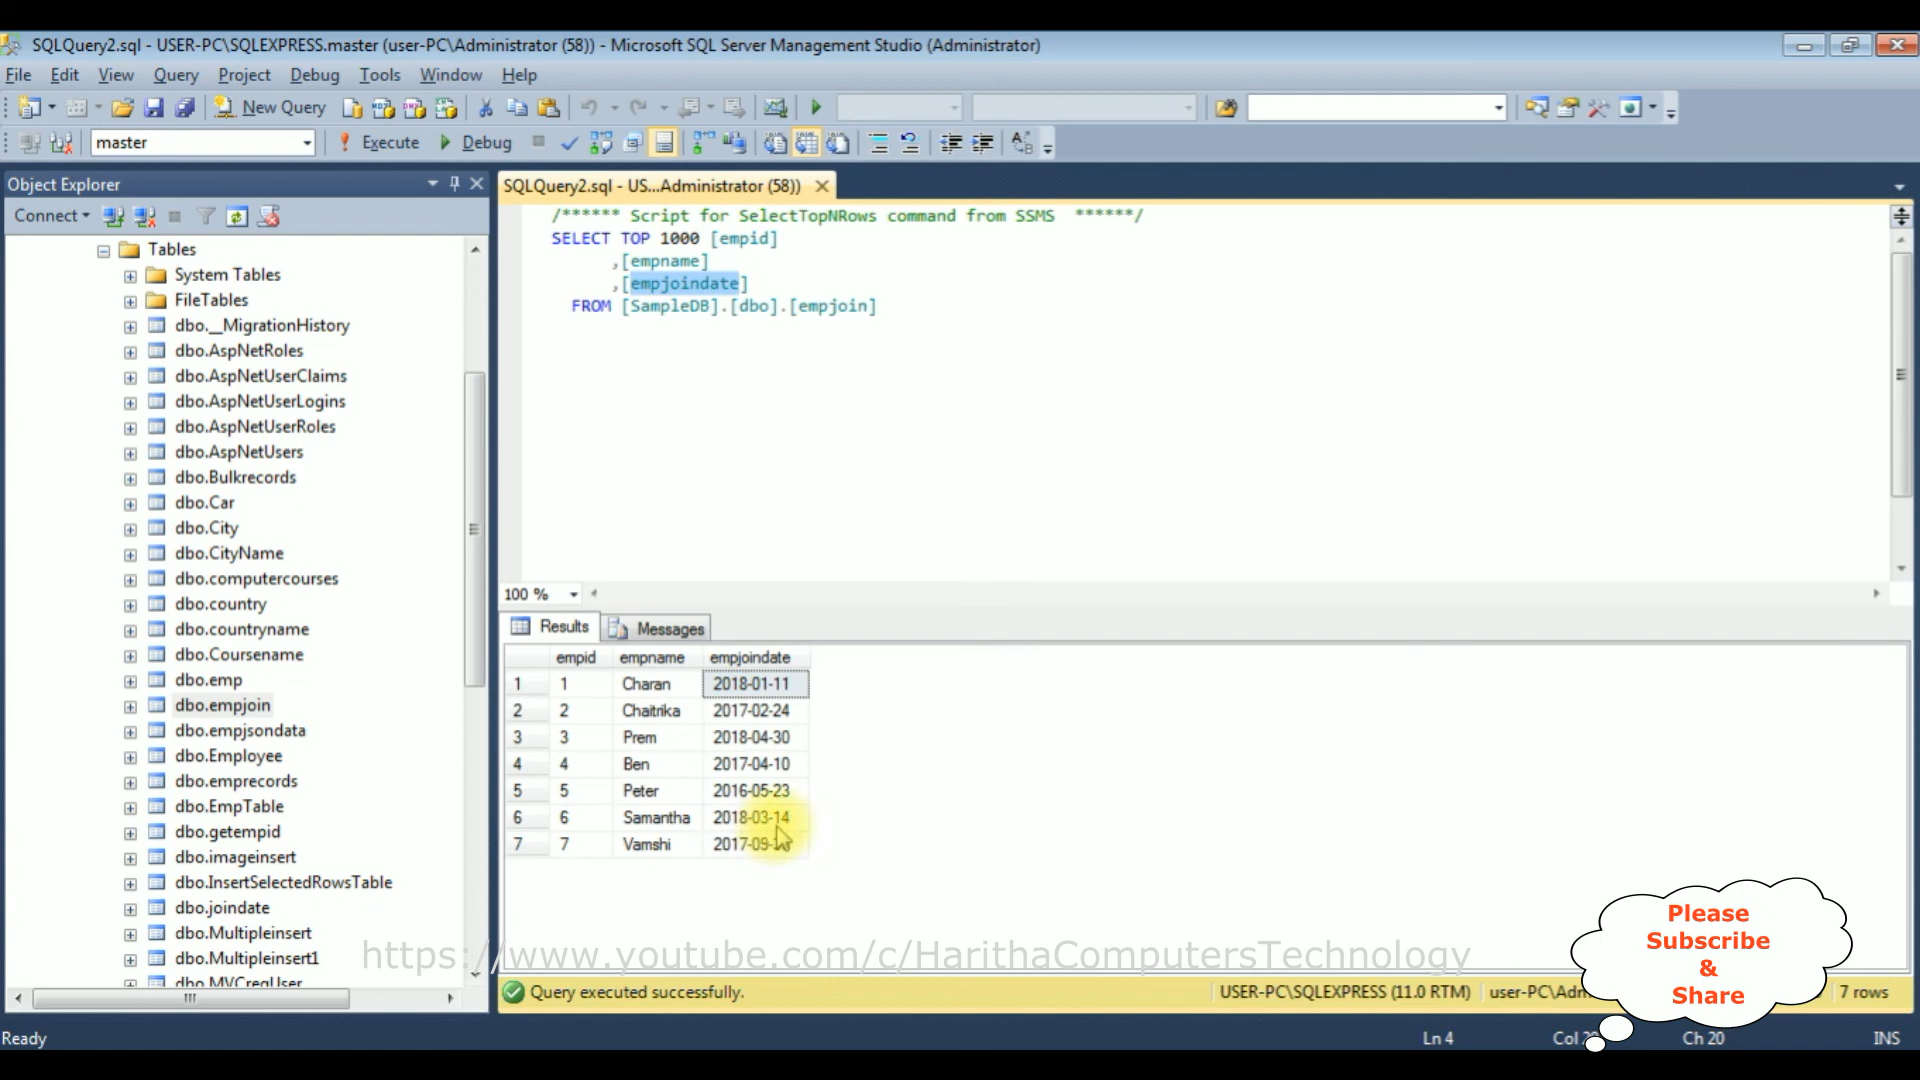 SQLQuery2.sql - USER-PC\SQLEXPRESS.master (user-PC\Administrator (58)) - Microsoft SQL Server Management Studio (Administrator)
File Edit View Query Project Debug Tools Window Help
New Query
master Execute Debug
Object Explorer
Connect
Tables
System Tables
FileTables
dbo.__MigrationHistory
dbo.AspNetRoles
dbo.AspNetUserClaims
dbo.AspNetUserLogins
dbo.AspNetUserRoles
dbo.AspNetUsers
dbo.Bulkrecords
dbo.Car
dbo.City
dbo.CityName
dbo.computercourses
dbo.country
dbo.countryname
dbo.Coursename
dbo.emp
dbo.empjoin
dbo.empjsondata
dbo.Employee
dbo.emprecords
dbo.EmpTable
dbo.getempid
dbo.imageinsert
dbo.InsertSelectedRowsTable
dbo.joindate
dbo.Multipleinsert
dbo.Multipleinsert1
dbo.MVCregUser
SQLQuery2.sql - US...Administrator (58))
/****** Script for SelectTopNRows command from SSMS ******/
SELECT TOP 1000 [empid]
,[empname]
,[empjoindate]
FROM [SampleDB].[dbo].[empjoin]
100 %
Results Messages
empid empname empjoindate
1 1 Charan 2018-01-11
2 2 Chaitrika 2017-02-24
3 3 Prem 2018-04-30
4 4 Ben 2017-04-10
5 5 Peter 2016-05-23
6 6 Samantha 2018-03-14
7 7 Vamshi
https://www.youtube.com/c/HarithaComputersTechnology
Please
Subscribe
&
Share
Query executed successfully. USER-PC\SQLEXPRESS (11.0 RTM) 7 rows
Ready Ln 4 Col Ch 20 INS